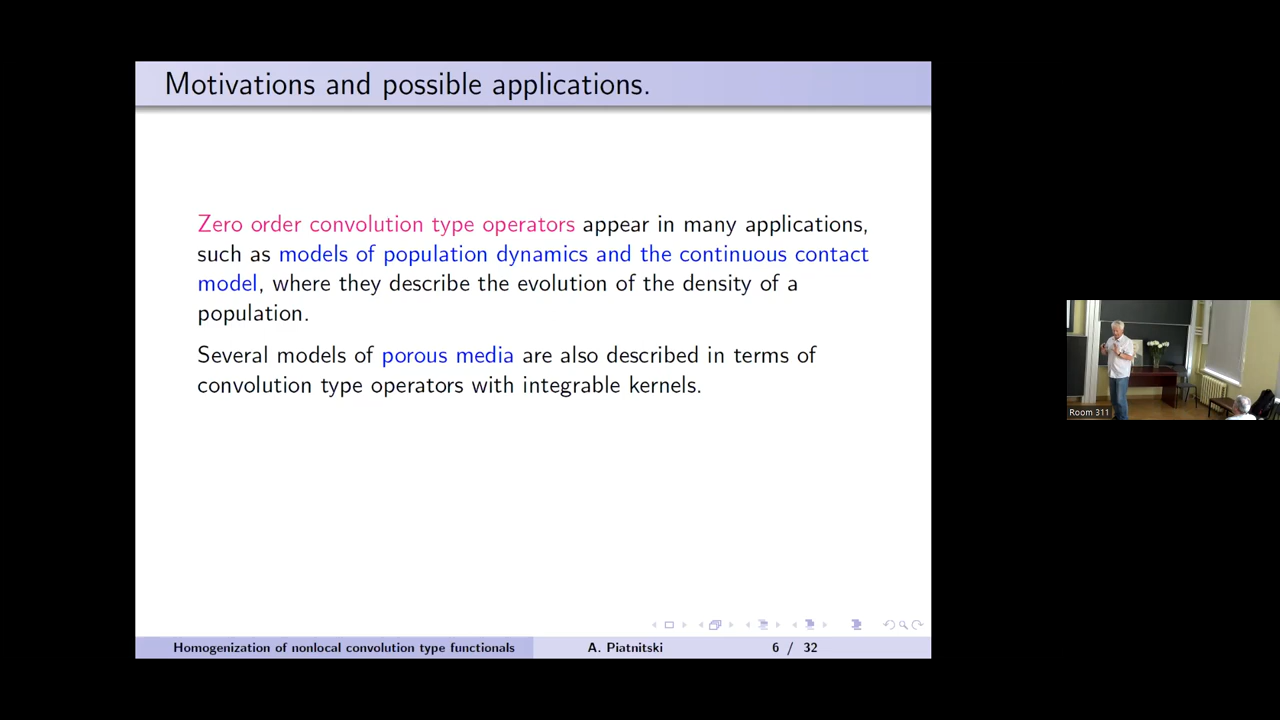 Motivations and possible applications.
Zero order convolution type operators appear in many applications,
such as models of population dynamics and the continuous contact
model, where they describe the evolution of the density of a
population.
Several models of porous media are also described in terms of
convolution type operators with integrable kernels.
Homogenization of nonlocal convolution type functionals A. Piatnitski 6 / 32
Room 311